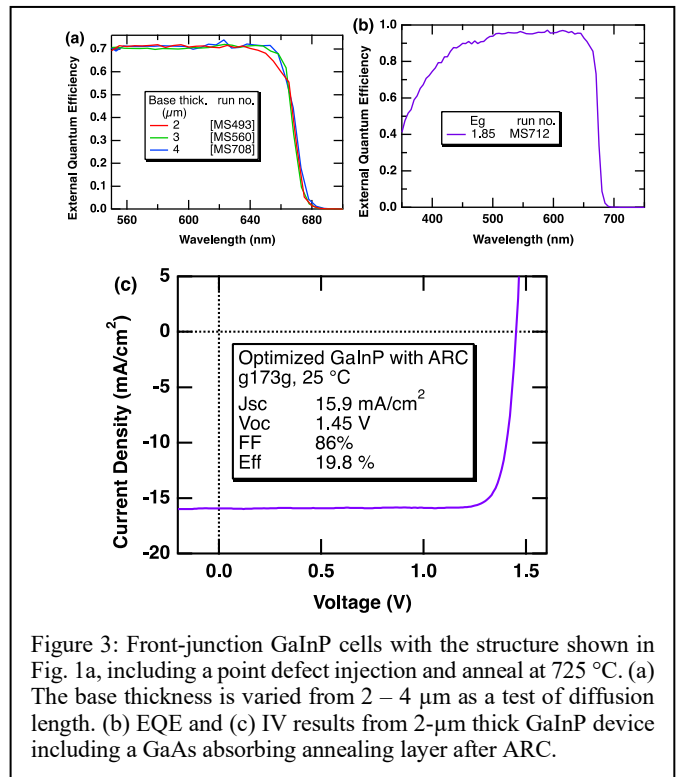 (a)
External Quantum Efficiency
0.7
0.6
0.5
0.4
0.3
0.2
0.1
0.0
Base thick. run no.
(µm)
2 [MS493]
3 [MS560]
4 [MS708]
560 600 640 680
Wavelength (nm)
(b)
External Quantum Efficiency
1.0
0.8
0.6
0.4
0.2
0.0
Eg run no.
1.85 MS712
400 500 600 700
Wavelength (nm)
(c)
Current Density (mA/cm2)
5
0
-5
-10
-15
-20
Optimized GaInP with ARC
g173g, 25 °C
Jsc 15.9 mA/cm2
Voc 1.45 V
FF 86%
Eff 19.8 %
0.0 0.5 1.0 1.5
Voltage (V)
Figure 3: Front-junction GaInP cells with the structure shown in
Fig. 1a, including a point defect injection and anneal at 725 °C. (a)
The base thickness is varied from 2 – 4 µm as a test of diffusion
length. (b) EQE and (c) IV results from 2-µm thick GaInP device
including a GaAs absorbing annealing layer after ARC.